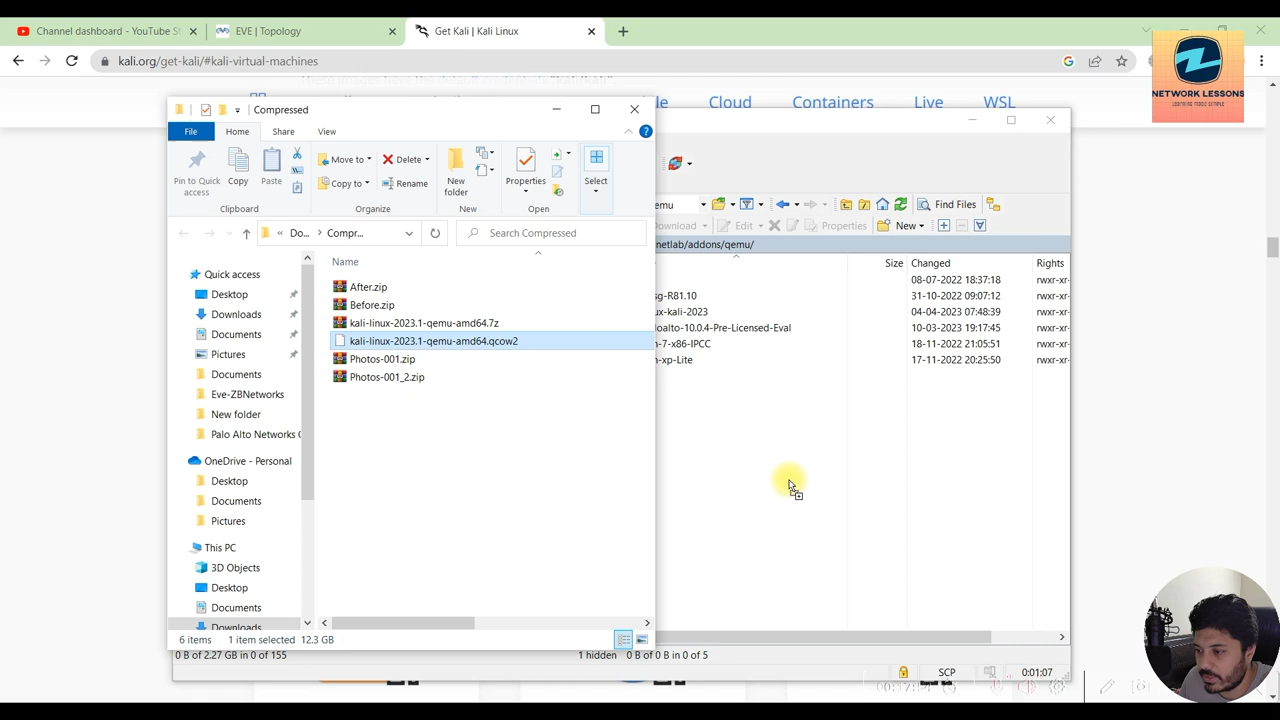 Channel dashboard - YouTube St
EVE | Topology
Get Kali | Kali Linux
kali.org/get-kali/#kali-virtual-machines
Cloud
Containers
Live
WSL
NETWORK LESSONS
LEARNING MADE SIMPLE
Compressed
File
Home
Share
View
Pin to Quick access
Copy
Paste
Move to
Copy to
Delete
Rename
New folder
Properties
Select
Clipboard
Organize
New
Open
Do...
Compr...
Search Compressed
Name
Quick access
Desktop
Downloads
Documents
Pictures
Documents
Eve-ZBNetworks
New folder
Palo Alto Networks
OneDrive - Personal
Desktop
Documents
Pictures
This PC
3D Objects
Desktop
Documents
Downloads
After.zip
Before.zip
kali-linux-2023.1-qemu-amd64.7z
kali-linux-2023.1-qemu-amd64.qcow2
Photos-001.zip
Photos-001_2.zip
6 items
1 item selected 12.3 GB
emu
Find Files
Download
Edit
Properties
New
netlab/addons/qemu/
Size
Changed
Rights
08-07-2022 18:37:18
rwxr-xr-
sg-R81.10
31-10-2022 09:07:12
rwxr-xr-
ux-kali-2023
04-04-2023 07:48:39
rwxr-xr-
oalto-10.0.4-Pre-Licensed-Eval
10-03-2023 19:17:45
rwxr-xr-
n-7-x86-IPCC
18-11-2022 21:05:51
rwxr-xr-
n-xp-Lite
17-11-2022 20:25:50
rwxr-xr-
0 B of 2.27 GB in 0 of 155
1 hidden
0 B of 0 B in 0 of 5
SCP
0:01:07